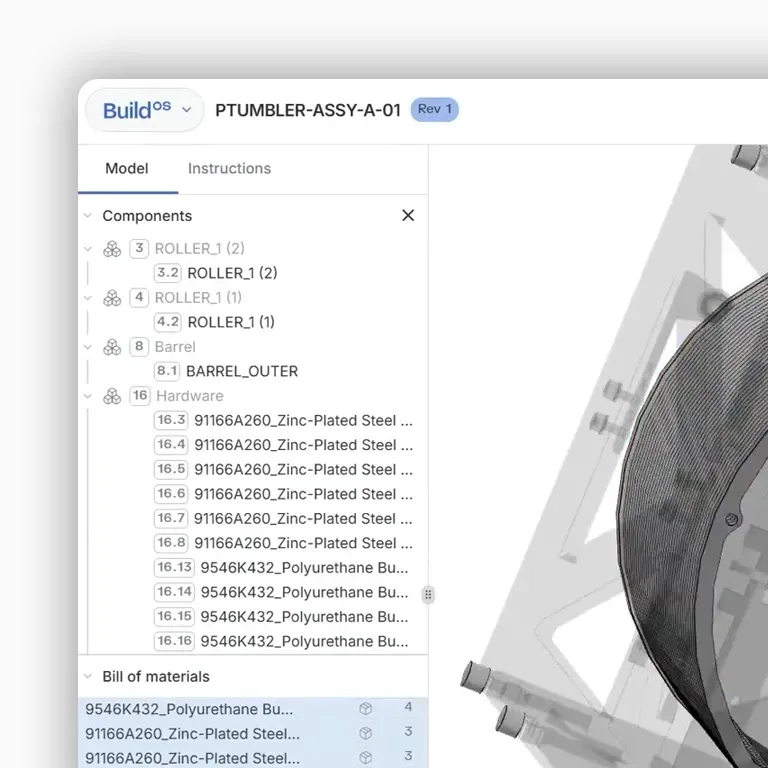 BuildOS PTUMBLER-ASSY-A-01 Rev 1
Model Instructions
Components
3 ROLLER_1 (2)
3.2 ROLLER_1 (2)
4 ROLLER_1 (1)
4.2 ROLLER_1 (1)
8 Barrel
8.1 BARREL_OUTER
16 Hardware
16.3 91166A260_Zinc-Plated Steel ...
16.4 91166A260_Zinc-Plated Steel ...
16.5 91166A260_Zinc-Plated Steel ...
16.6 91166A260_Zinc-Plated Steel ...
16.7 91166A260_Zinc-Plated Steel ...
16.8 91166A260_Zinc-Plated Steel ...
16.13 9546K432_Polyurethane Bu...
16.14 9546K432_Polyurethane Bu...
16.15 9546K432_Polyurethane Bu...
16.16 9546K432_Polyurethane Bu...
Bill of materials
9546K432_Polyurethane Bu... 4
91166A260_Zinc-Plated Steel... 3
91166A260_Zinc-Plated Steel... 3